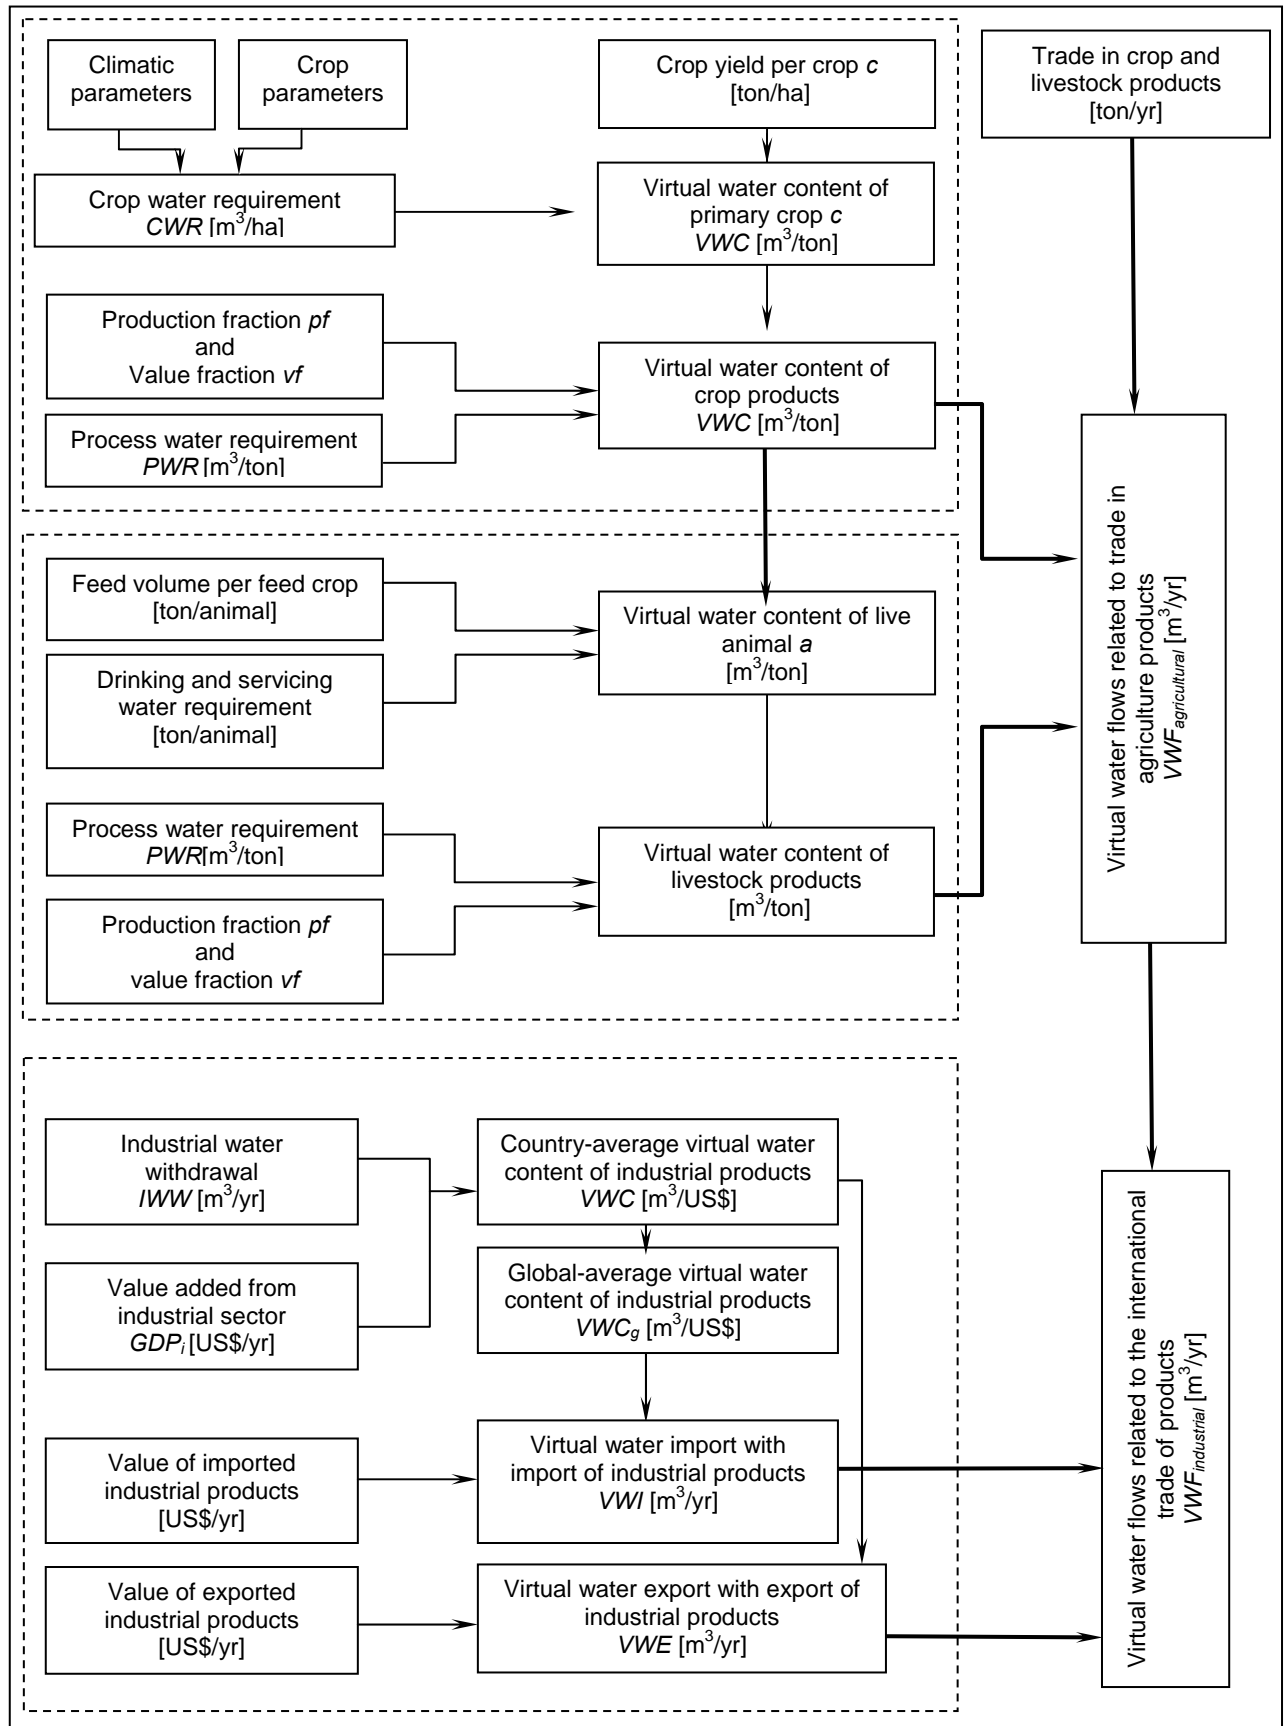 Climatic
parameters
Crop
parameters
Crop yield per crop c
[ton/ha]
Trade in crop and
livestock products
[ton/yr]
Crop water requirement
CWR [m³/ha]
Virtual water content of
primary crop c
VWC [m³/ton]
Production fraction pf
and
Value fraction vf
Virtual water content of
crop products
VWC [m³/ton]
Process water requirement
PWR [m³/ton]
Virtual water flows related to trade in
agriculture products
VWF_agricultural [m³/yr]
Feed volume per feed crop
[ton/animal]
Virtual water content of live
animal a
[m³/ton]
Drinking and servicing
water requirement
[ton/animal]
Process water requirement
PWR[m³/ton]
Virtual water content of
livestock products
[m³/ton]
Production fraction pf
and
value fraction vf
Industrial water
withdrawal
IWW [m³/yr]
Country-average virtual water
content of industrial products
VWC [m³/US$]
Global-average virtual water
content of industrial products
VWC_g [m³/US$]
Value added from
industrial sector
GDP_i [US$/yr]
Virtual water flows related to the international
trade of products
VWF_industrial [m³/yr]
Value of imported
industrial products
[US$/yr]
Virtual water import with
import of industrial products
VWI [m³/yr]
Value of exported
industrial products
[US$/yr]
Virtual water export with export of
industrial products
VWE [m³/yr]